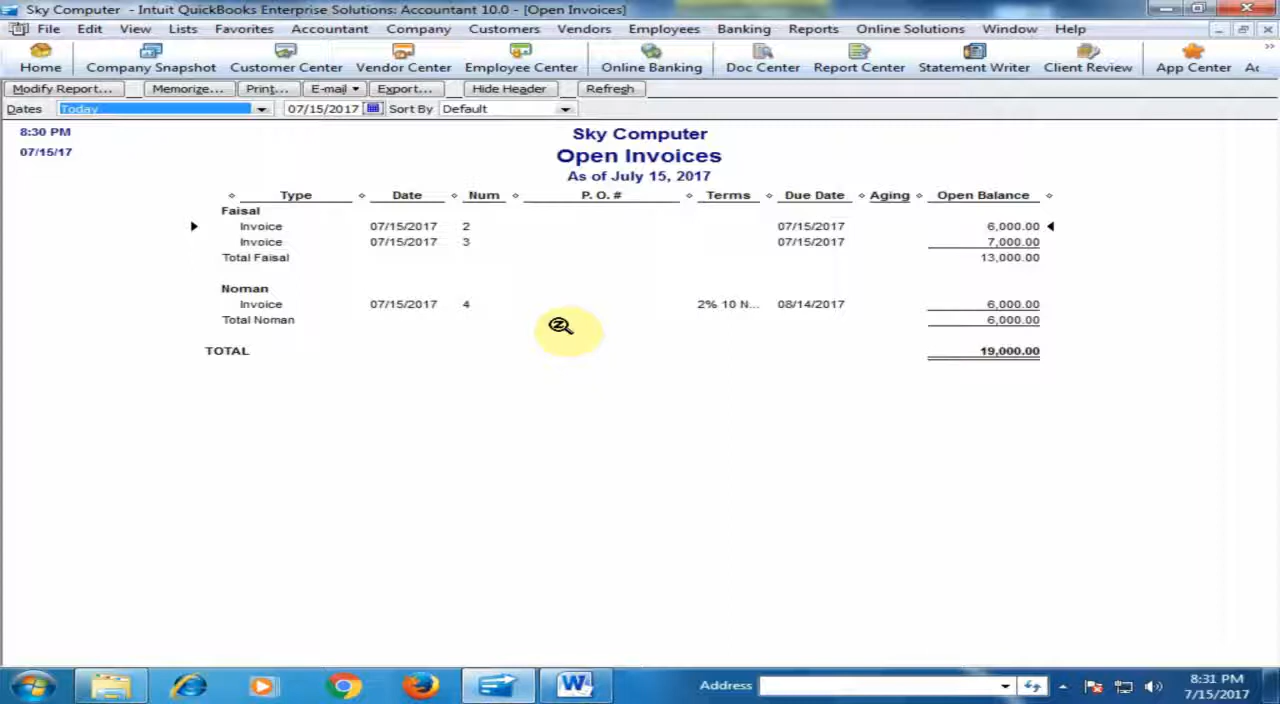 Sky Computer - Intuit QuickBooks Enterprise Solutions: Accountant 10.0 - [Open Invoices]
File Edit View Lists Favorites Accountant Company Customers Vendors Employees Banking Reports Online Solutions Window Help
Home Company Snapshot Customer Center Vendor Center Employee Center Online Banking Doc Center Report Center Statement Writer Client Review App Center Ac
Modify Report... Memorize... Print... E-mail Export... Hide Header Refresh
Dates Today 07/15/2017 Sort By Default
8:30 PM Sky Computer
Open Invoices
07/15/17
As of July 15, 2017
Type Date Num P. O. # Terms Due Date Aging Open Balance
Faisal
Invoice 07/15/2017 2 07/15/2017 6,000.00
Invoice 07/15/2017 3 07/15/2017 7,000.00
Total Faisal 13,000.00
Noman
Invoice 07/15/2017 4 2% 10 N... 08/14/2017 6,000.00
Total Noman 6,000.00
TOTAL 19,000.00
Address 8:31 PM
7/15/2017